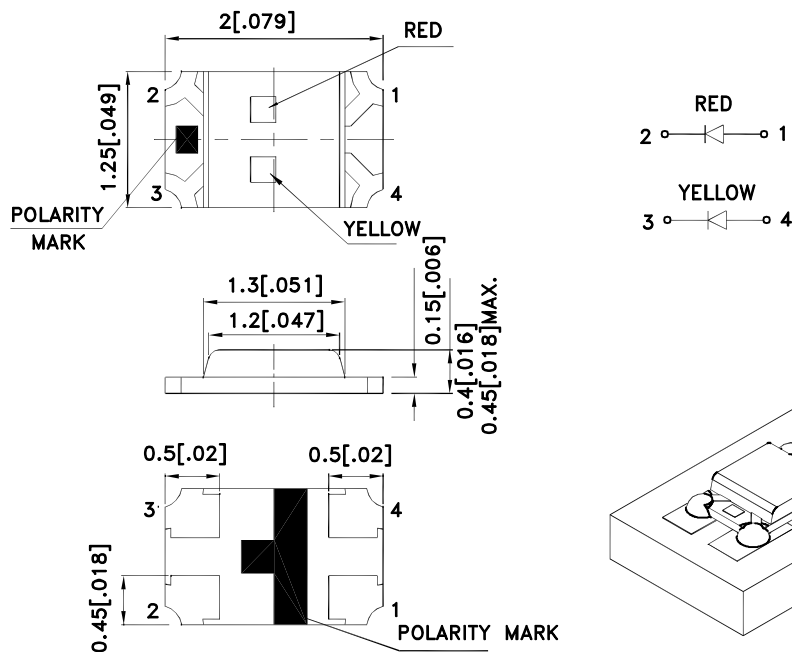 2[.079]
RED
2
1
1.25[.049]
3
4
POLARITY
MARK
YELLOW
RED
2
1
YELLOW
3
4
1.3[.051]
1.2[.047]
0.15[.006]
0.4[.016]
0.45[.018]MAX.
0.5[.02]
0.5[.02]
3
4
0.45[.018]
2
1
POLARITY MARK